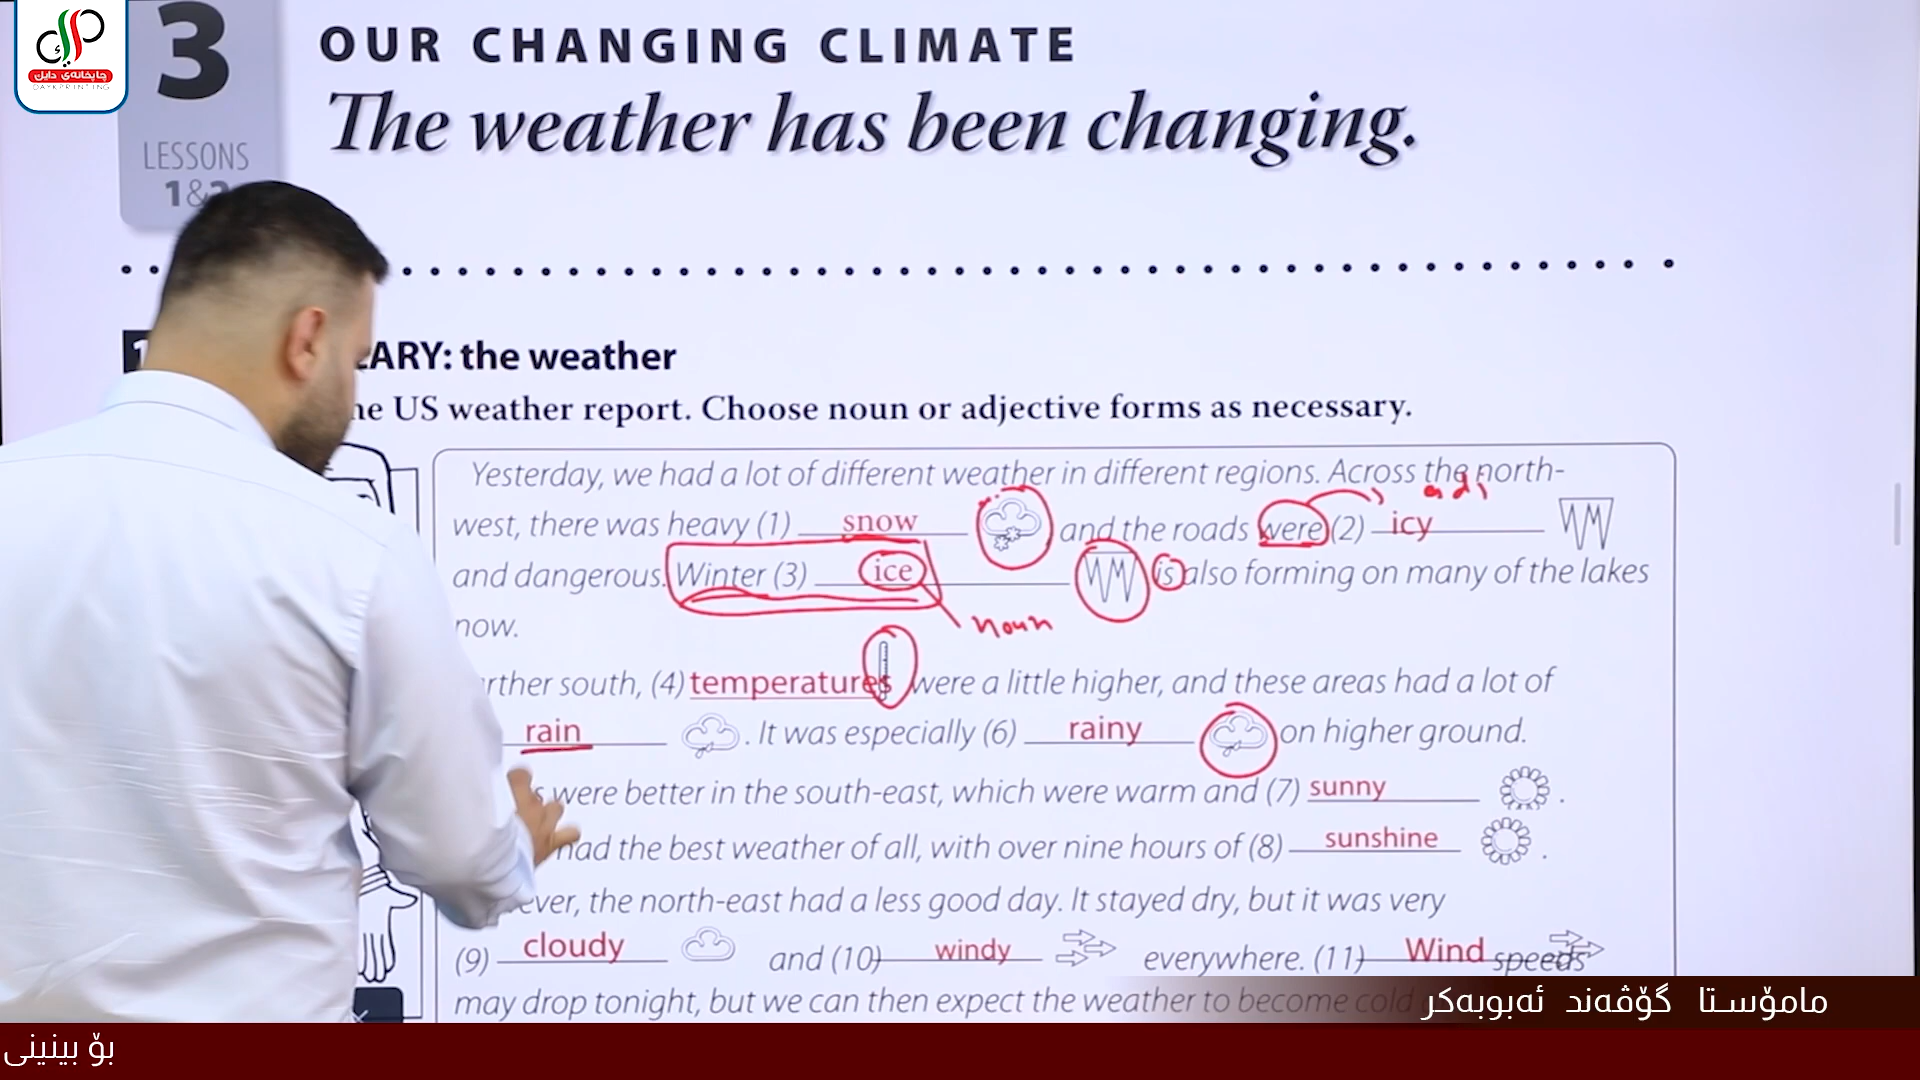 چاپخانەی دایک
DAYK PRINTING
3
LESSONS
1&2
OUR CHANGING CLIMATE
The weather has been changing.
ARY: the weather
he US weather report. Choose noun or adjective forms as necessary.
Yesterday, we had a lot of different weather in different regions. Across the north-
adj
west, there was heavy (1) snow and the roads were (2) icy
and dangerous. Winter (3) ice is also forming on many of the lakes
now.
noun
rther south, (4) temperatures were a little higher, and these areas had a lot of
rain . It was especially (6) rainy on higher ground.
s were better in the south-east, which were warm and (7) sunny .
had the best weather of all, with over nine hours of (8) sunshine .
ever, the north-east had a less good day. It stayed dry, but it was very
(9) cloudy and (10) windy everywhere. (11) Wind speeds
may drop tonight, but we can then expect the weather to become cold
مامۆستا گۆڤەند ئەبوبەکر
بۆ بینینی